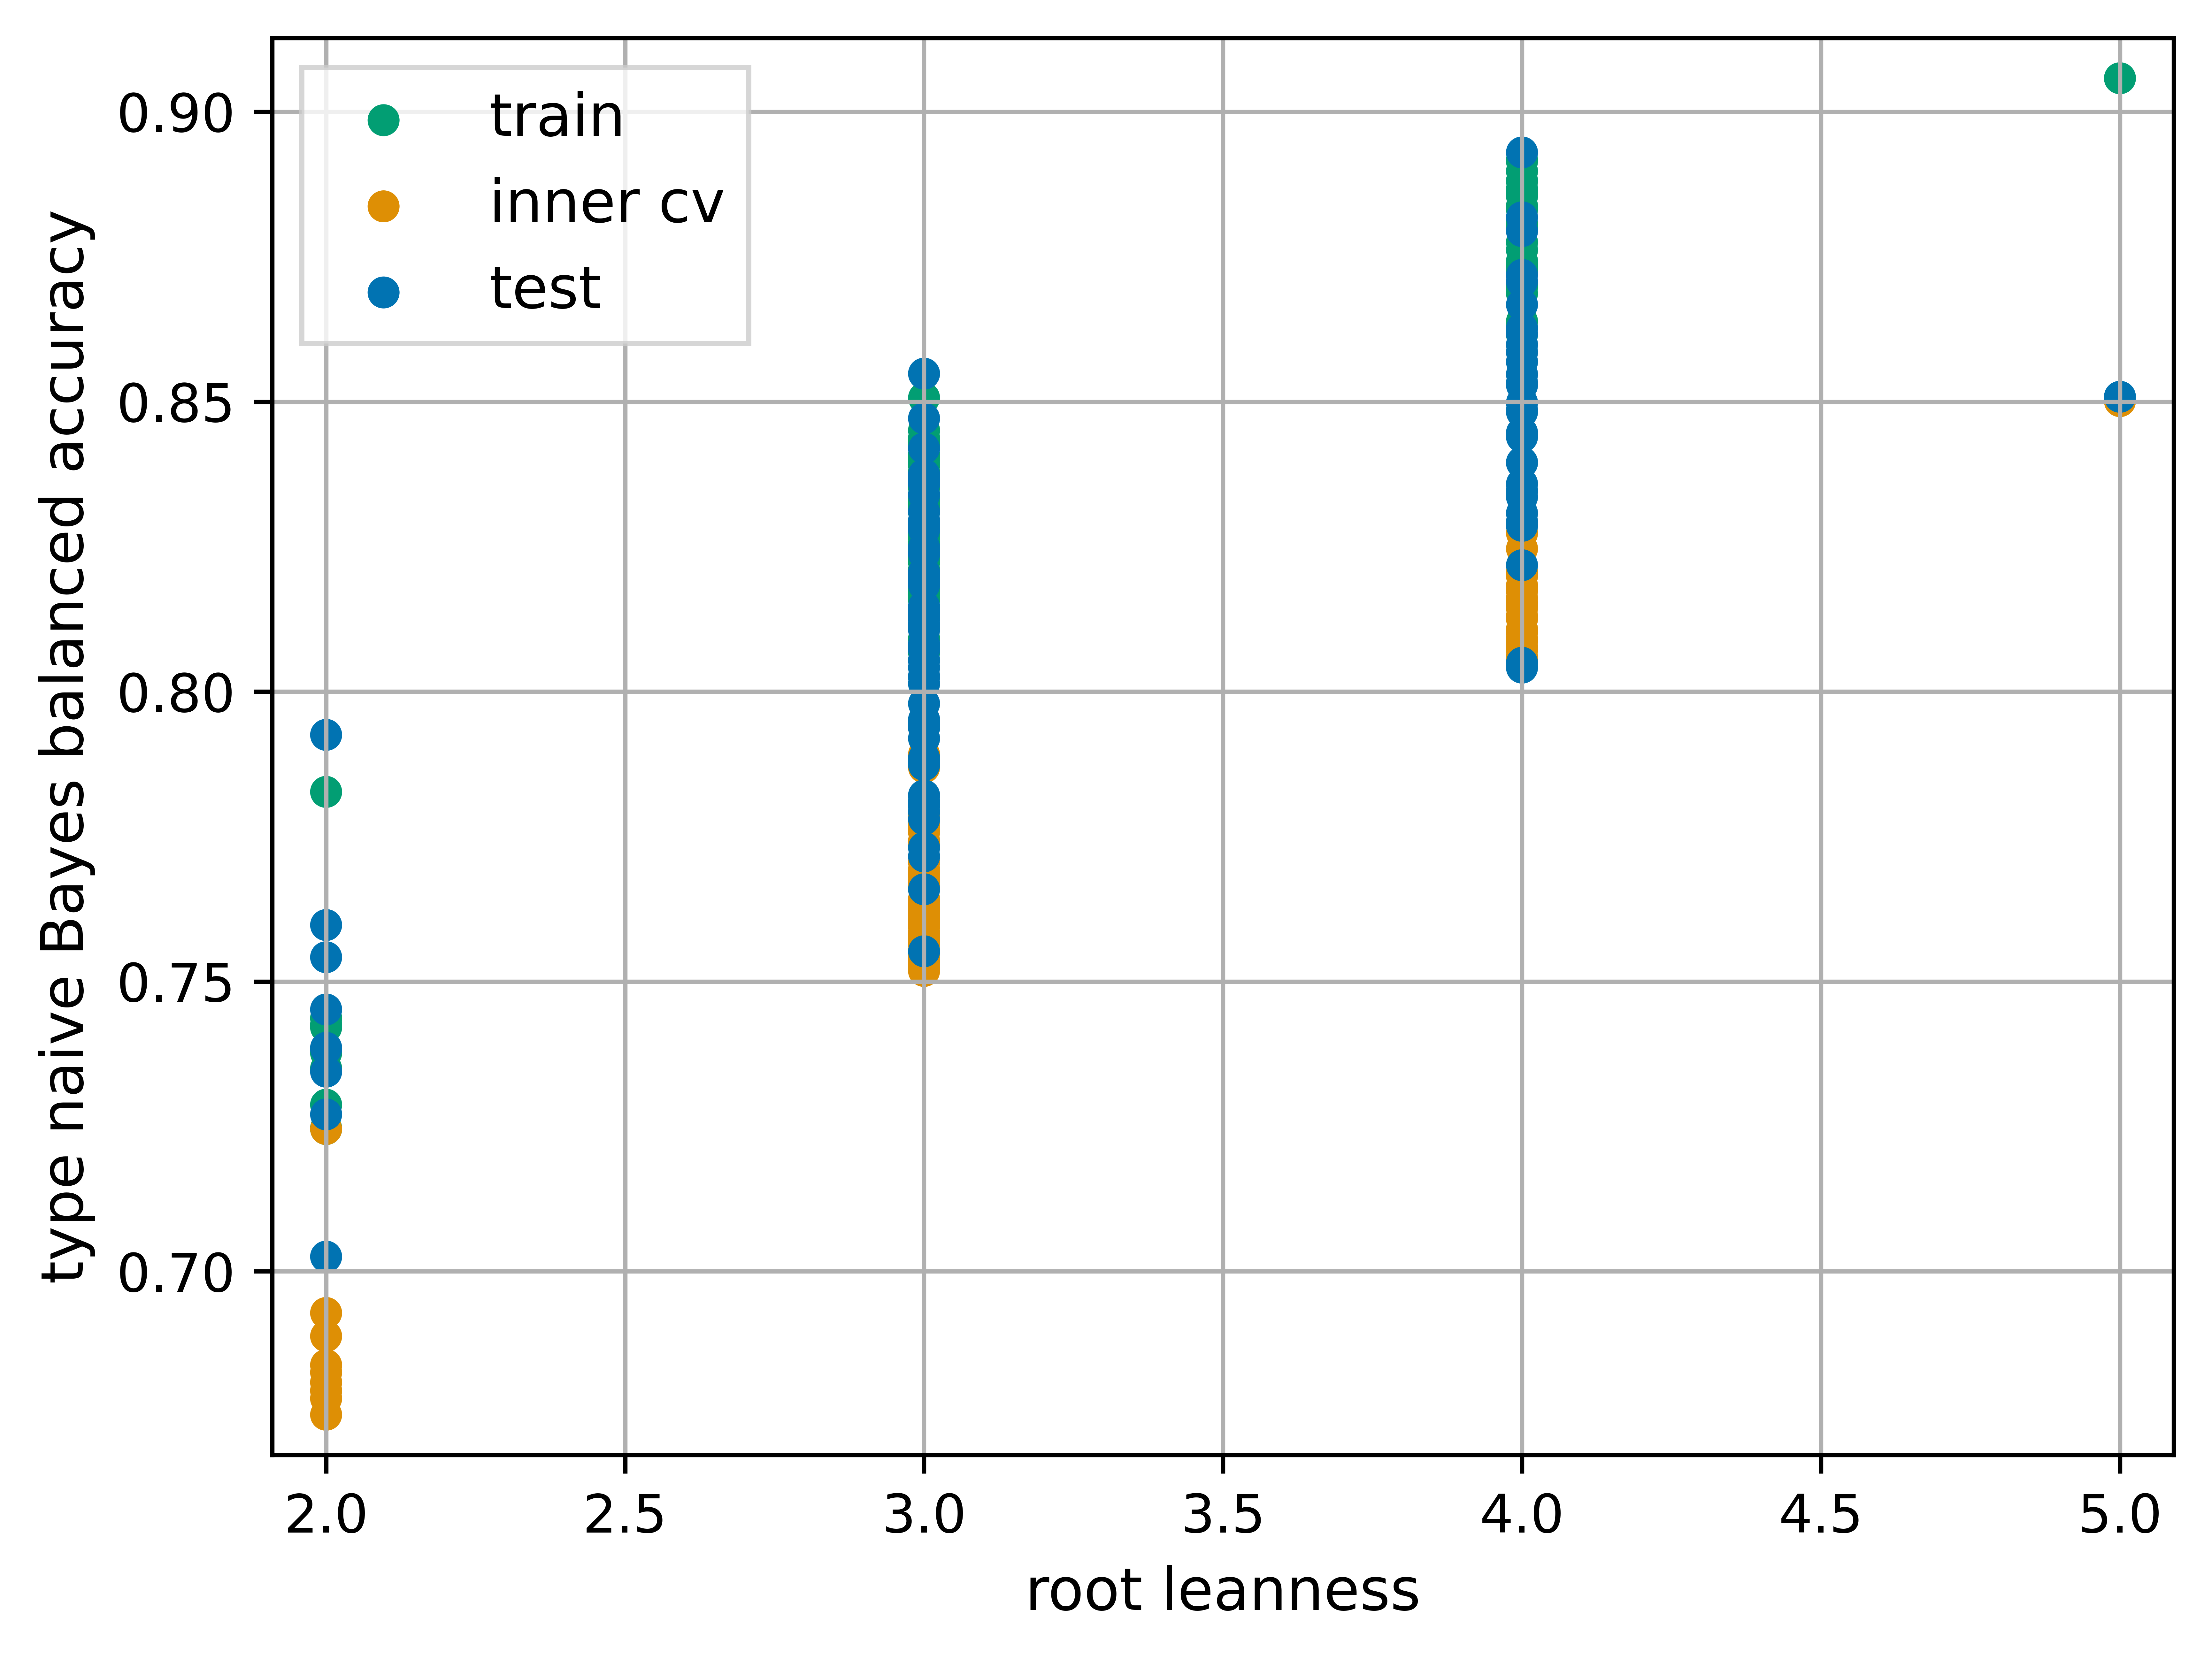 type naive Bayes balanced accuracy
0.90
0.85
0.80
0.75
0.70
train
inner cv
test
2.0 2.5 3.0 3.5 4.0 4.5 5.0
root leanness